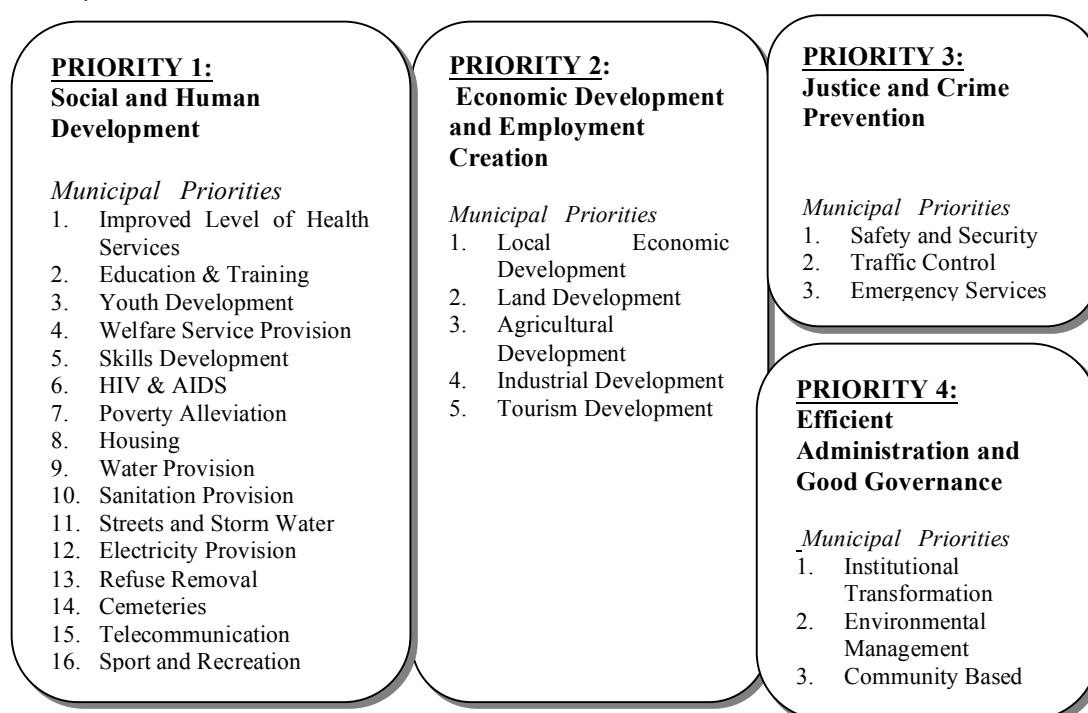 PRIORITY 1:
Social and Human
Development
Municipal Priorities
1. Improved Level of Health
Services
2. Education & Training
3. Youth Development
4. Welfare Service Provision
5. Skills Development
6. HIV & AIDS
7. Poverty Alleviation
8. Housing
9. Water Provision
10. Sanitation Provision
11. Streets and Storm Water
12. Electricity Provision
13. Refuse Removal
14. Cemeteries
15. Telecommunication
16. Sport and Recreation
PRIORITY 2:
Economic Development
and Employment
Creation
Municipal Priorities
1. Local Economic
Development
2. Land Development
3. Agricultural
Development
4. Industrial Development
5. Tourism Development
PRIORITY 3:
Justice and Crime
Prevention
Municipal Priorities
1. Safety and Security
2. Traffic Control
3. Emergency Services
PRIORITY 4:
Efficient
Administration and
Good Governance
Municipal Priorities
1. Institutional
Transformation
2. Environmental
Management
3. Community Based